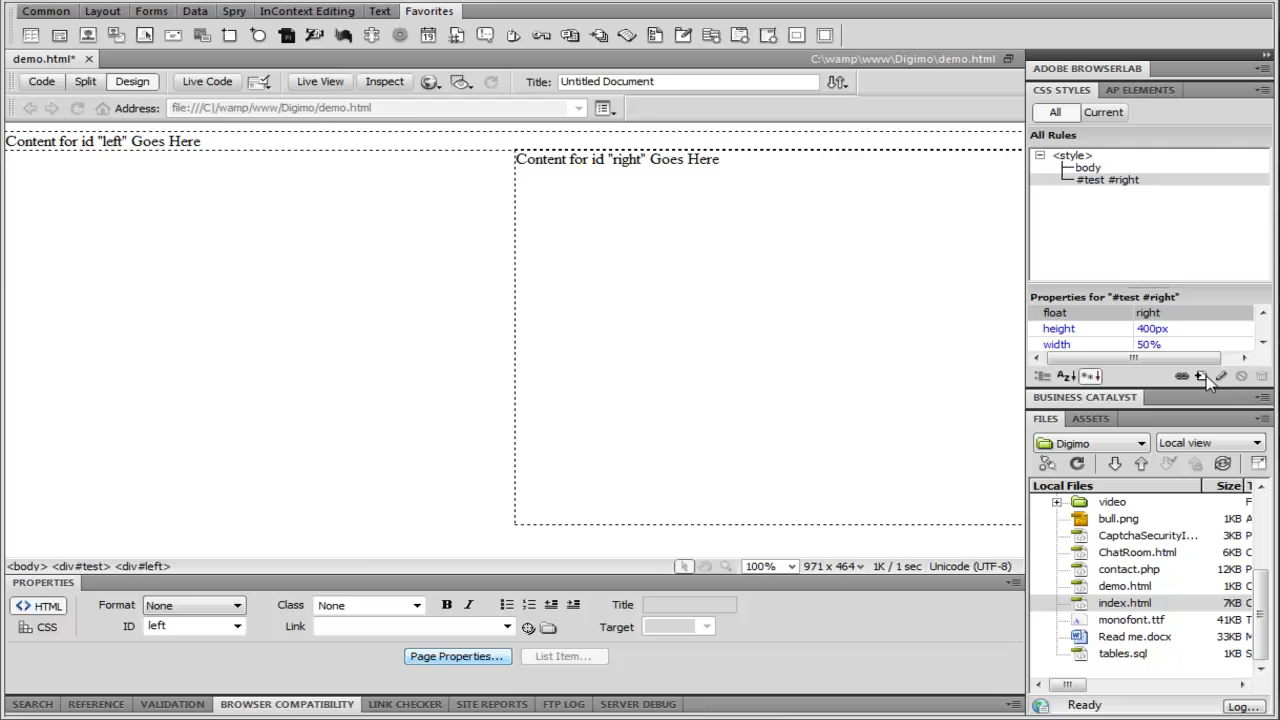 Common Layout Forms Data Spry InContext Editing Text Favorites
demo.html* C:\wamp\www\Digimo\demo.html
Code Split Design Live Code Live View Inspect Title: Untitled Document
Address: file:///C|/wamp/www/Digimo/demo.html
Content for id "left" Goes Here
Content for id "right" Goes Here
<body> <div#test> <div#left> 100% 971 x 464 1K / 1 sec Unicode (UTF-8)
PROPERTIES
HTML Format None Class None B I Title
CSS ID left Link Target
Page Properties... List Item...
SEARCH REFERENCE VALIDATION BROWSER COMPATIBILITY LINK CHECKER SITE REPORTS FTP LOG SERVER DEBUG
ADOBE BROWSERLAB
CSS STYLES AP ELEMENTS
All Current
All Rules
<style>
body
#test #right
Properties for "#test #right"
float right
height 400px
width 50%
BUSINESS CATALYST
FILES ASSETS
Digimo Local view
Local Files Size T
video F
bull.png 1KB A
CaptchaSecurityI... 3KB F
ChatRoom.html 6KB C
contact.php 12KB F
demo.html 1KB C
index.html 7KB C
monofont.ttf 41KB T
Read me.docx 33KB M
tables.sql 1KB S
Ready Log...